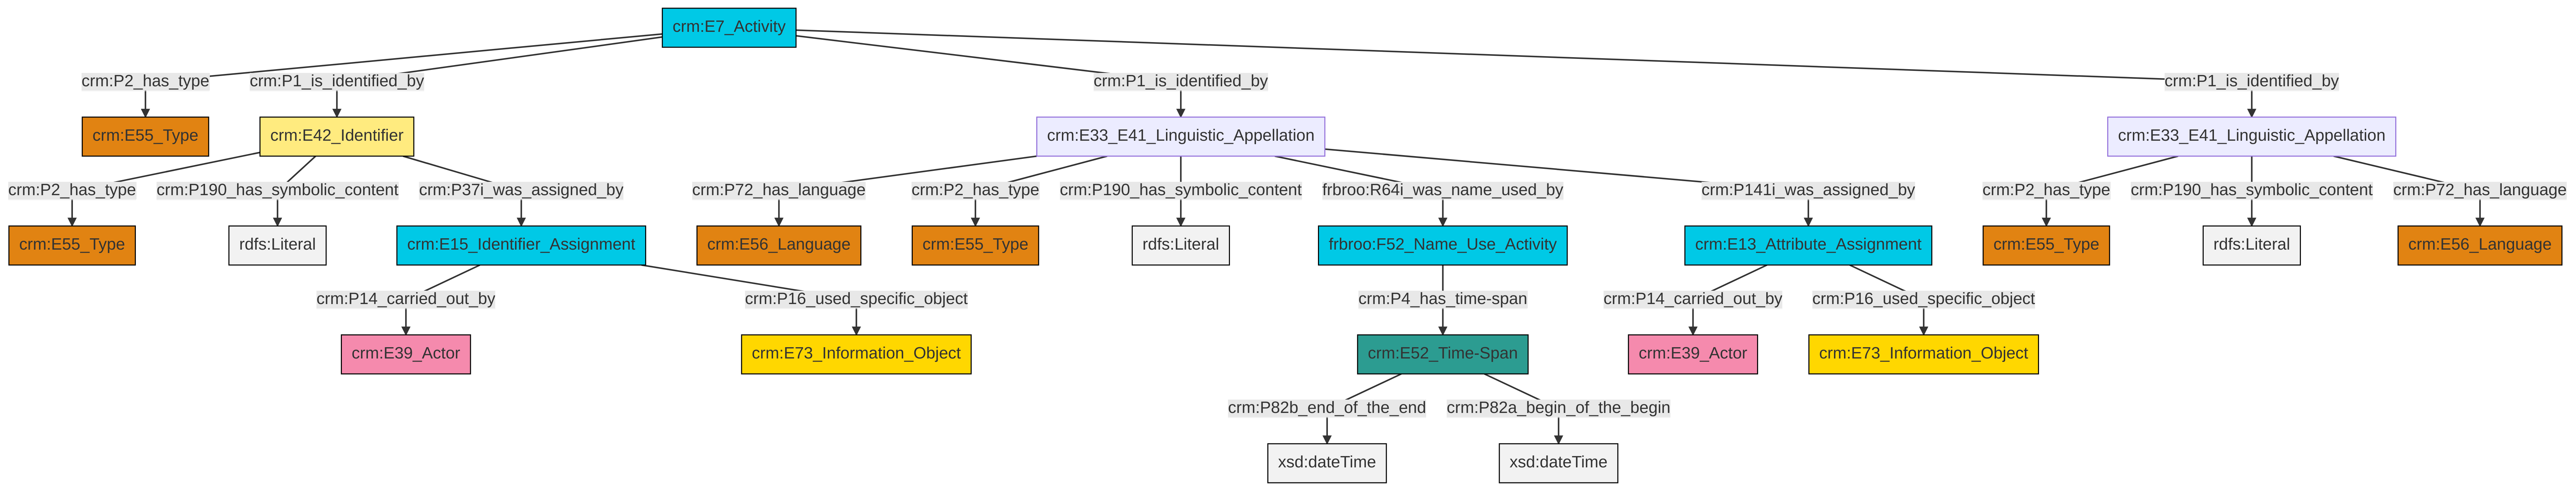 crm:E7_Activity
crm:P2_has_type
crm:P1_is_identified_by
crm:P1_is_identified_by
crm:P1_is_identified_by
crm:E55_Type
crm:E42_Identifier
crm:E33_E41_Linguistic_Appellation
crm:E33_E41_Linguistic_Appellation
crm:P2_has_type
crm:P190_has_symbolic_content
crm:P37i_was_assigned_by
crm:P72_has_language
crm:P2_has_type
crm:P190_has_symbolic_content
frbroo:R64i_was_name_used_by
crm:P141i_was_assigned_by
crm:P2_has_type
crm:P190_has_symbolic_content
crm:P72_has_language
crm:E55_Type
rdfs:Literal
crm:E15_Identifier_Assignment
crm:E56_Language
crm:E55_Type
rdfs:Literal
frbroo:F52_Name_Use_Activity
crm:E13_Attribute_Assignment
crm:E55_Type
rdfs:Literal
crm:E56_Language
crm:P14_carried_out_by
crm:P16_used_specific_object
crm:P4_has_time-span
crm:P14_carried_out_by
crm:P16_used_specific_object
crm:E39_Actor
crm:E73_Information_Object
crm:E52_Time-Span
crm:E39_Actor
crm:E73_Information_Object
crm:P82b_end_of_the_end
crm:P82a_begin_of_the_begin
xsd:dateTime
xsd:dateTime